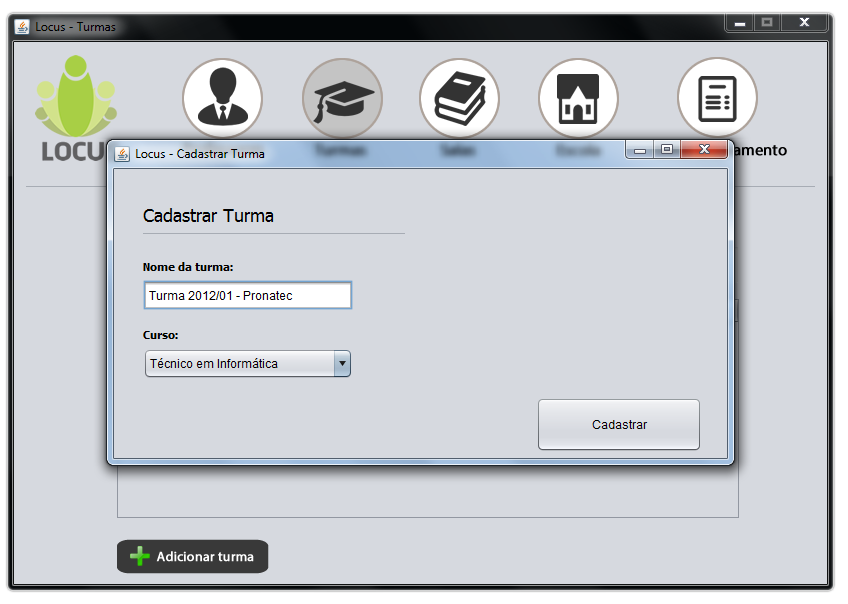 Locus - Turmas
LOCU
Turmas
Salas
Escola
amento
Locus - Cadastrar Turma
Cadastrar Turma
Nome da turma:
Turma 2012/01 - Pronatec
Curso:
Técnico em Informática
Cadastrar
Adicionar turma